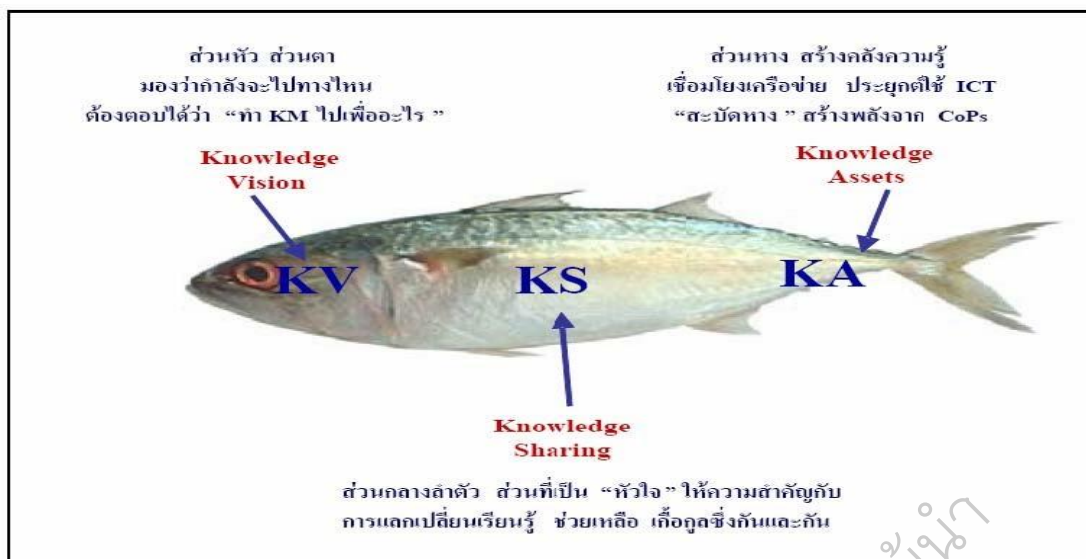 ส่วนหัว ส่วนตา
มองว่ากำลังจะไปทางไหน
ต้องตอบได้ว่า “ทำ KM ไปเพื่ออะไร ”
Knowledge
Vision
ส่วนหาง สร้างคลังความรู้
เชื่อมโยงเครือข่าย ประยุกต์ใช้ ICT
“สะบัดหาง ” สร้างพลังจาก CoPs
Knowledge
Assets
KV
KS
KA
Knowledge
Sharing
ส่วนกลางลำตัว ส่วนที่เป็น “หัวใจ” ให้ความสำคัญกับ
การแลกเปลี่ยนเรียนรู้ ช่วยเหลือ เกื้อกูลซึ่งกันและกัน